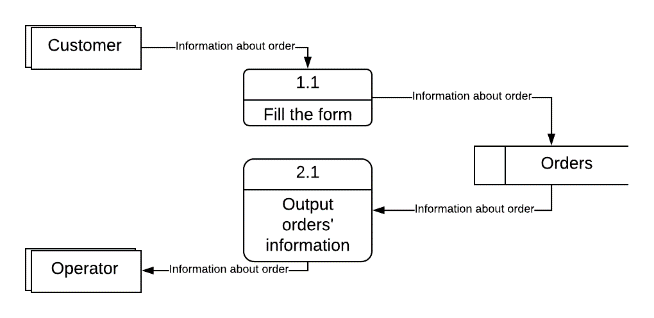 Customer
Information about order
1.1
Fill the form
Information about order
Orders
2.1
Output
orders'
information
Information about order
Operator
Information about order